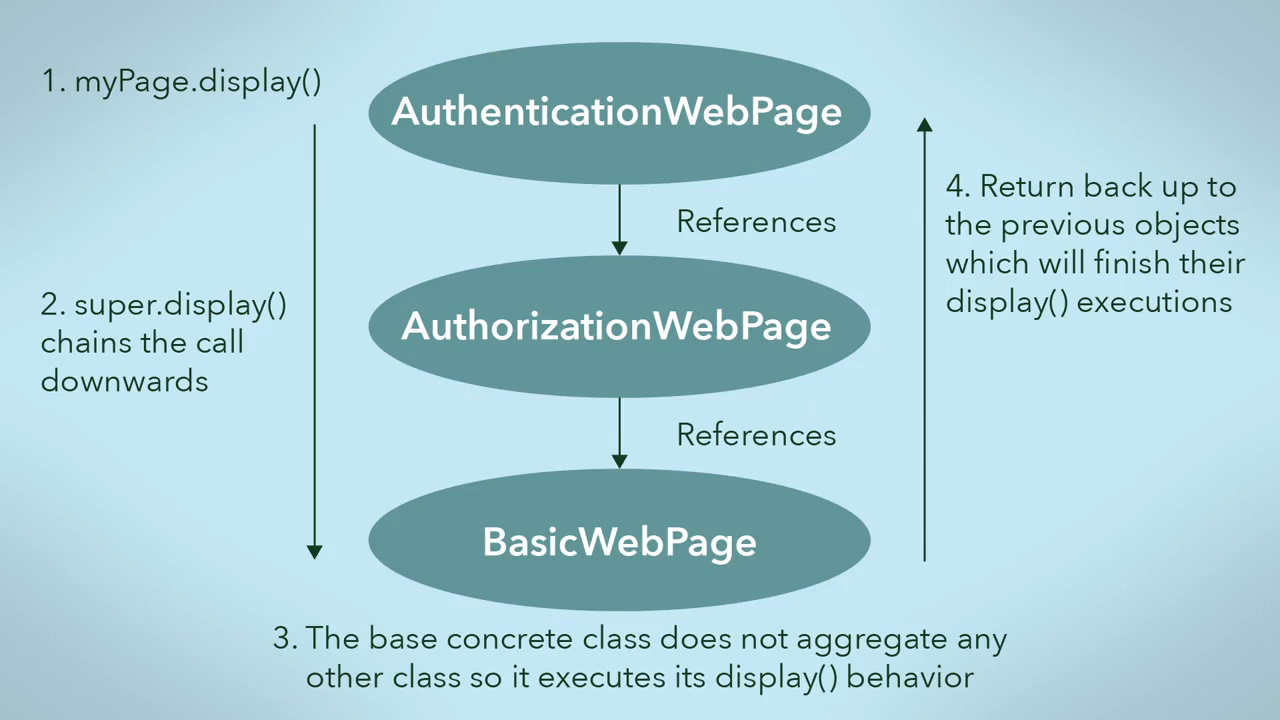 1. myPage.display()
AuthenticationWebPage
References
4. Return back up to
the previous objects
which will finish their
display() executions
2. super.display()
chains the call
downwards
AuthorizationWebPage
References
BasicWebPage
3. The base concrete class does not aggregate any
other class so it executes its display() behavior